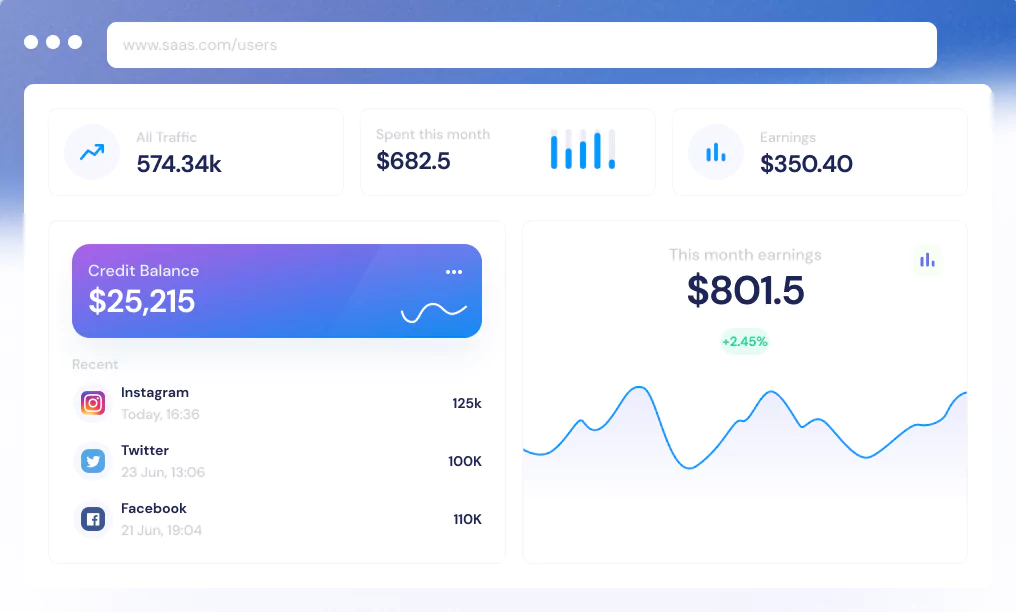 www.saas.com/users
All Traffic
574.34k
Spent this month
$682.5
Earnings
$350.40
Credit Balance
$25,215
Recent
Instagram
Today, 16:36
125k
Twitter
23 Jun, 13:06
100K
Facebook
21 Jun, 19:04
110K
This month earnings
$801.5
+2.45%